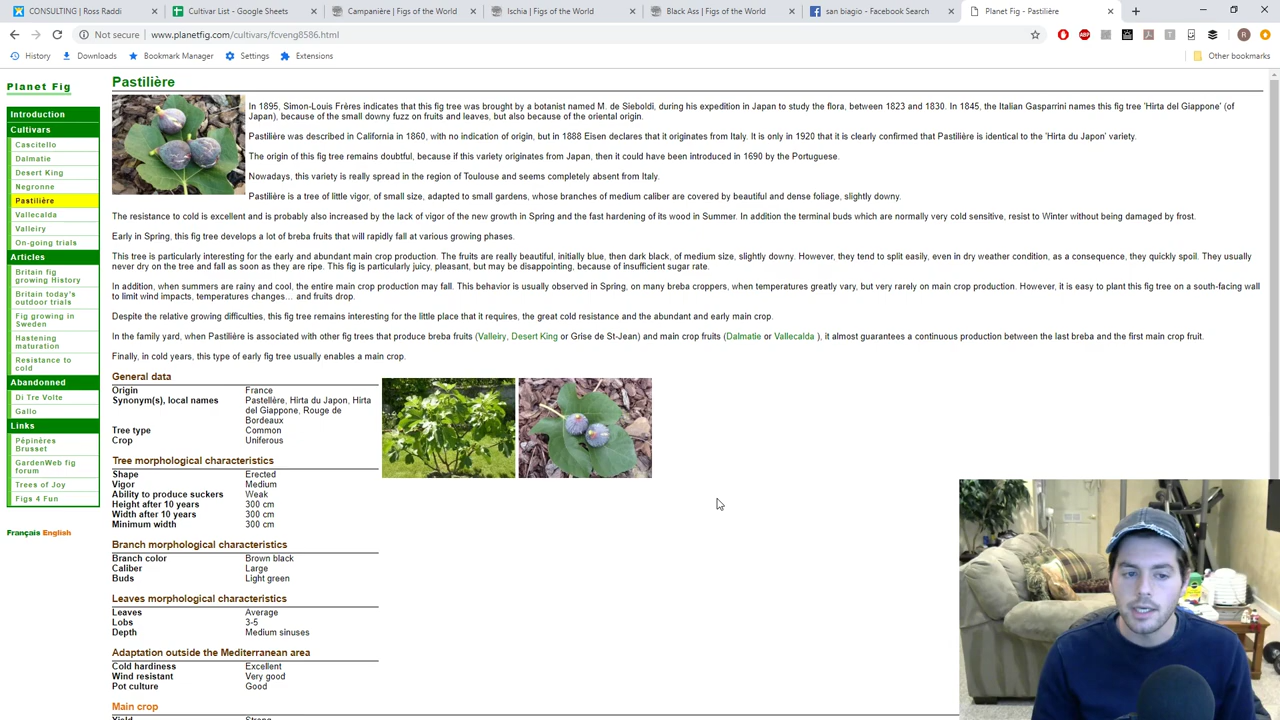 CONSULTING | Ross Raddi
Cultivar List - Google Sheets
Campanière | Figs of the World
Ischia | Figs of the World
Black Ass | Figs of the World
san biagio - Facebook Search
Planet Fig - Pastilière
Not secure
www.planetfig.com/cultivars/fcveng8586.html
History
Downloads
Bookmark Manager
Settings
Extensions
Other bookmarks
Planet Fig
Introduction
Cultivars
Cascitello
Dalmatie
Desert King
Negronne
Pastilière
Vallecalda
Valleiry
On-going trials
Articles
Britain fig
growing History
Britain today's
outdoor trials
Fig growing in
Sweden
Hastening
maturation
Resistance to
cold
Abandonned
Di Tre Volte
Gallo
Links
Pépinères
Brusset
GardenWeb fig
forum
Trees of Joy
Figs 4 Fun
Français English
Pastilière
In 1895, Simon-Louis Frères indicates that this fig tree was brought by a botanist named M. de Sieboldi, during his expedition in Japan to study the flora, between 1823 and 1830. In 1845, the Italian Gasparrini names this fig tree 'Hirta del Giappone' (of
Japan), because of the small downy fuzz on fruits and leaves, but also because of the oriental origin.
Pastilière was described in California in 1860, with no indication of origin, but in 1888 Eisen declares that it originates from Italy. It is only in 1920 that it is clearly confirmed that Pastilière is identical to the 'Hirta du Japon' variety.
The origin of this fig tree remains doubtful, because if this variety originates from Japan, then it could have been introduced in 1690 by the Portuguese.
Nowadays, this variety is really spread in the region of Toulouse and seems completely absent from Italy.
Pastilière is a tree of little vigor, of small size, adapted to small gardens, whose branches of medium caliber are covered by beautiful and dense foliage, slightly downy.
The resistance to cold is excellent and is probably also increased by the lack of vigor of the new growth in Spring and the fast hardening of its wood in Summer. In addition the terminal buds which are normally very cold sensitive, resist to Winter without being damaged by frost.
Early in Spring, this fig tree develops a lot of breba fruits that will rapidly fall at various growing phases.
This tree is particularly interesting for the early and abundant main crop production. The fruits are really beautiful, initially blue, then dark black, of medium size, slightly downy. However, they tend to split easily, even in dry weather condition, as a consequence, they quickly spoil. They usually
never dry on the tree and fall as soon as they are ripe. This fig is particularly juicy, pleasant, but may be disappointing, because of insufficient sugar rate.
In addition, when summers are rainy and cool, the entire main crop production may fall. This behavior is usually observed in Spring, on many breba croppers, when temperatures greatly vary, but very rarely on main crop production. However, it is easy to plant this fig tree on a south-facing wall
to limit wind impacts, temperatures changes... and fruits drop.
Despite the relative growing difficulties, this fig tree remains interesting for the little place that it requires, the great cold resistance and the abundant and early main crop.
In the family yard, when Pastilière is associated with other fig trees that produce breba fruits (Valleiry, Desert King or Grise de St-Jean) and main crop fruits (Dalmatie or Vallecalda ), it almost guarantees a continuous production between the last breba and the first main crop fruit.
Finally, in cold years, this type of early fig tree usually enables a main crop.
General data
Origin France
Synonym(s), local names Pastellère, Hirta du Japon, Hirta
del Giappone, Rouge de
Bordeaux
Tree type Common
Crop Uniferous
Tree morphological characteristics
Shape Erected
Vigor Medium
Ability to produce suckers Weak
Height after 10 years 300 cm
Width after 10 years 300 cm
Minimum width 300 cm
Branch morphological characteristics
Branch color Brown black
Caliber Large
Buds Light green
Leaves morphological characteristics
Leaves Average
Lobs 3-5
Depth Medium sinuses
Adaptation outside the Mediterranean area
Cold hardiness Excellent
Wind resistant Very good
Pot culture Good
Main crop
Yield Strong